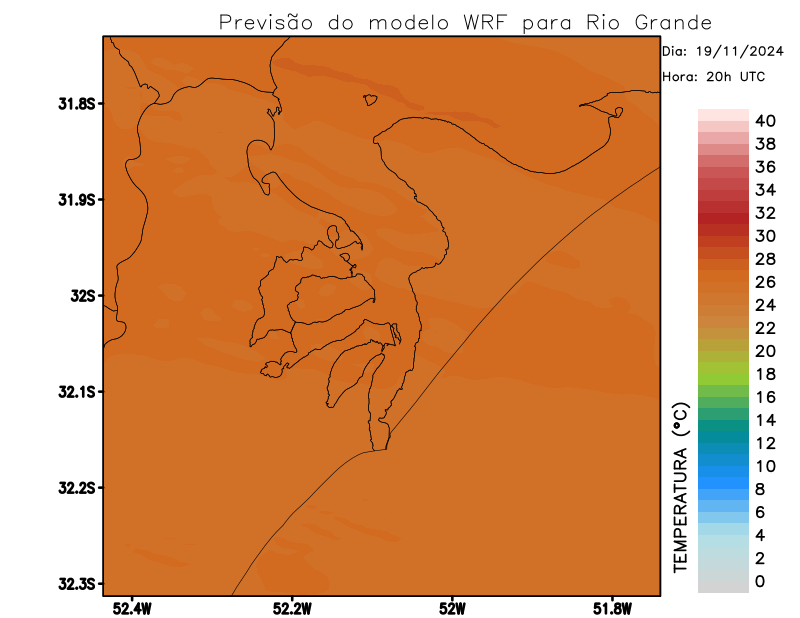 Previsão do modelo WRF para Rio Grande
Dia: 19/11/2024
Hora: 20h UTC
31.8S
31.9S
32S
32.1S
32.2S
32.3S
52.4W
52.2W
52W
51.8W
TEMPERATURA (°C)
40
38
36
34
32
30
28
26
24
22
20
18
16
14
12
10
8
6
4
2
0